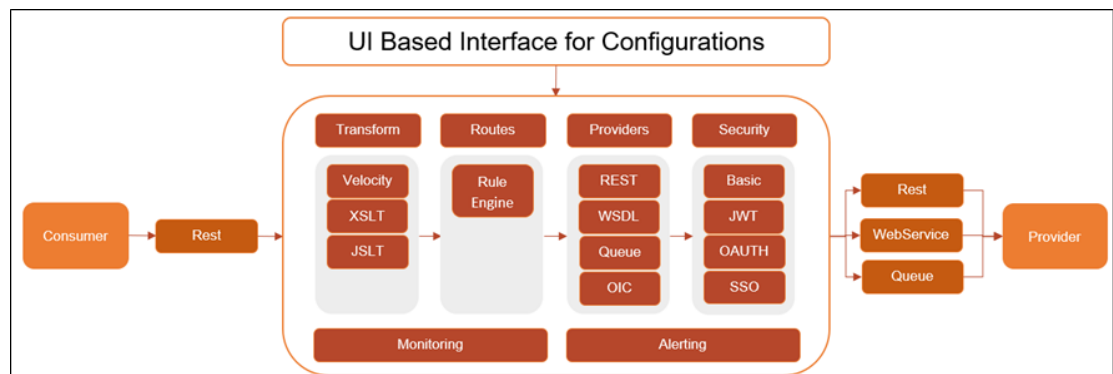 UI Based Interface for Configurations
Transform
Routes
Providers
Security
Velocity
XSLT
JSLT
Rule
Engine
REST
WSDL
Queue
OIC
Basic
JWT
OAUTH
SSO
Consumer
Rest
Rest
WebService
Queue
Provider
Monitoring
Alerting